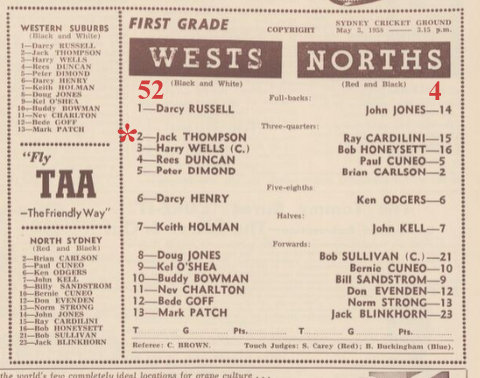 WESTERN SUBURBS
(Black and White)
1—Darcy RUSSELL
2—Jack THOMPSON
3—Harry WELLS
4—Rees DUNCAN
5—Peter DIMOND
6—Darcy HENRY
7—Keith HOLMAN
8—Doug JONES
9—Kel O'SHEA
10—Buddy BOWMAN
11—Nev CHARLTON
12—Bede GOFF
13—Mark PATCH
"Fly
TAA
—The Friendly Way"
NORTH SYDNEY
(Red and Black)
2—Brian CARLSON
5—Paul CUNEO
6—Ken ODGERS
7—John KELL
9—Billy SANDSTROM
10—Bernie CUNEO
12—Don EVENDEN
13—Norm STRONG
14—John JONES
15—Ray CARDILINI
16—Bob HONEYSETT
21—Bob SULLIVAN
23—Jack BLINKHORN
FIRST GRADE
COPYRIGHT
SYDNEY CRICKET GROUND
May 3, 1958 — 3.15 p.m.
WESTS NORTHS
52 (Black and White) (Red and Black) 4
Full-backs:
1—Darcy RUSSELL John JONES—14
Three-quarters:
*2—Jack THOMPSON Ray CARDILINI—15
3—Harry WELLS (C.) Bob HONEYSETT—16
4—Rees DUNCAN Paul CUNEO—5
5—Peter DIMOND Brian CARLSON—2
Five-eighths
6—Darcy HENRY Ken ODGERS—6
Halves:
7—Keith HOLMAN John KELL—7
Forwards:
8—Doug JONES Bob SULLIVAN (C.)—21
9—Kel O'SHEA Bernie CUNEO—10
10—Buddy BOWMAN Bill SANDSTROM—9
11—Nev CHARLTON Don EVENDEN—12
12—Bede GOFF Norm STRONG—13
13—Mark PATCH Jack BLINKHORN—23
T G Pts. T G Pts.
Referee: C. BROWN. Touch Judges: S. Carey (Red); B. Buckingham (Blue).
the world's few completely ideal locations for grape culture